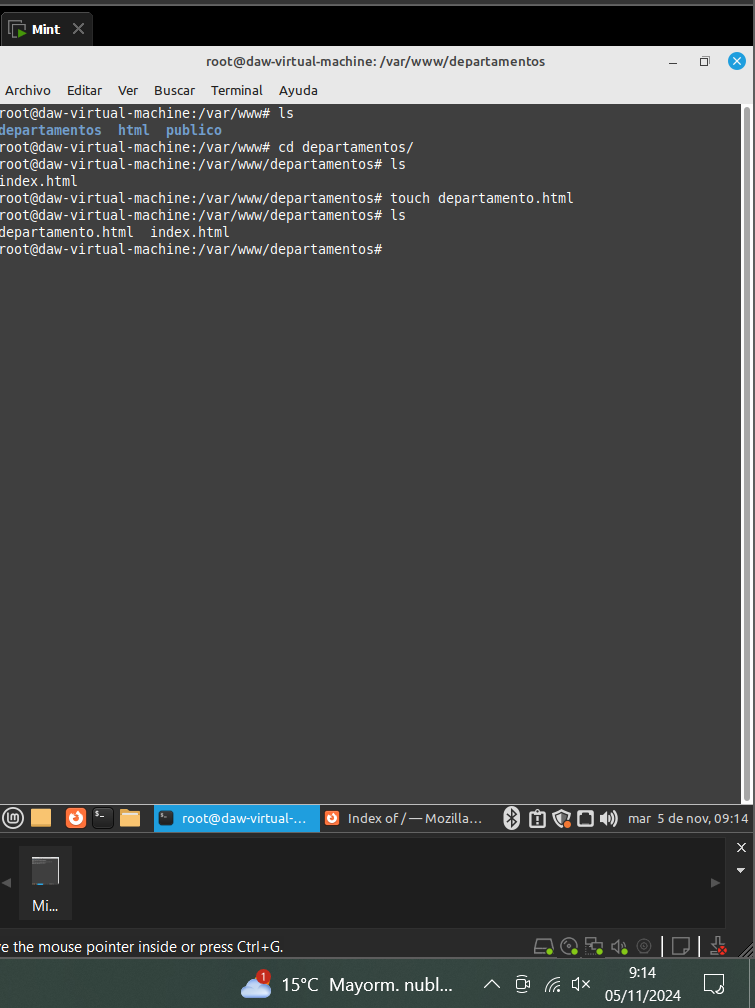 Mint
root@daw-virtual-machine: /var/www/departamentos
Archivo Editar Ver Buscar Terminal Ayuda
root@daw-virtual-machine:/var/www# ls
departamentos html publico
root@daw-virtual-machine:/var/www# cd departamentos/
root@daw-virtual-machine:/var/www/departamentos# ls
index.html
root@daw-virtual-machine:/var/www/departamentos# touch departamento.html
root@daw-virtual-machine:/var/www/departamentos# ls
departamento.html index.html
root@daw-virtual-machine:/var/www/departamentos#
root@daw-virtual-... Index of / — Mozilla... mar 5 de nov, 09:14
Mi...
ve the mouse pointer inside or press Ctrl+G.
1 15°C Mayorm. nubl... 9:14
05/11/2024